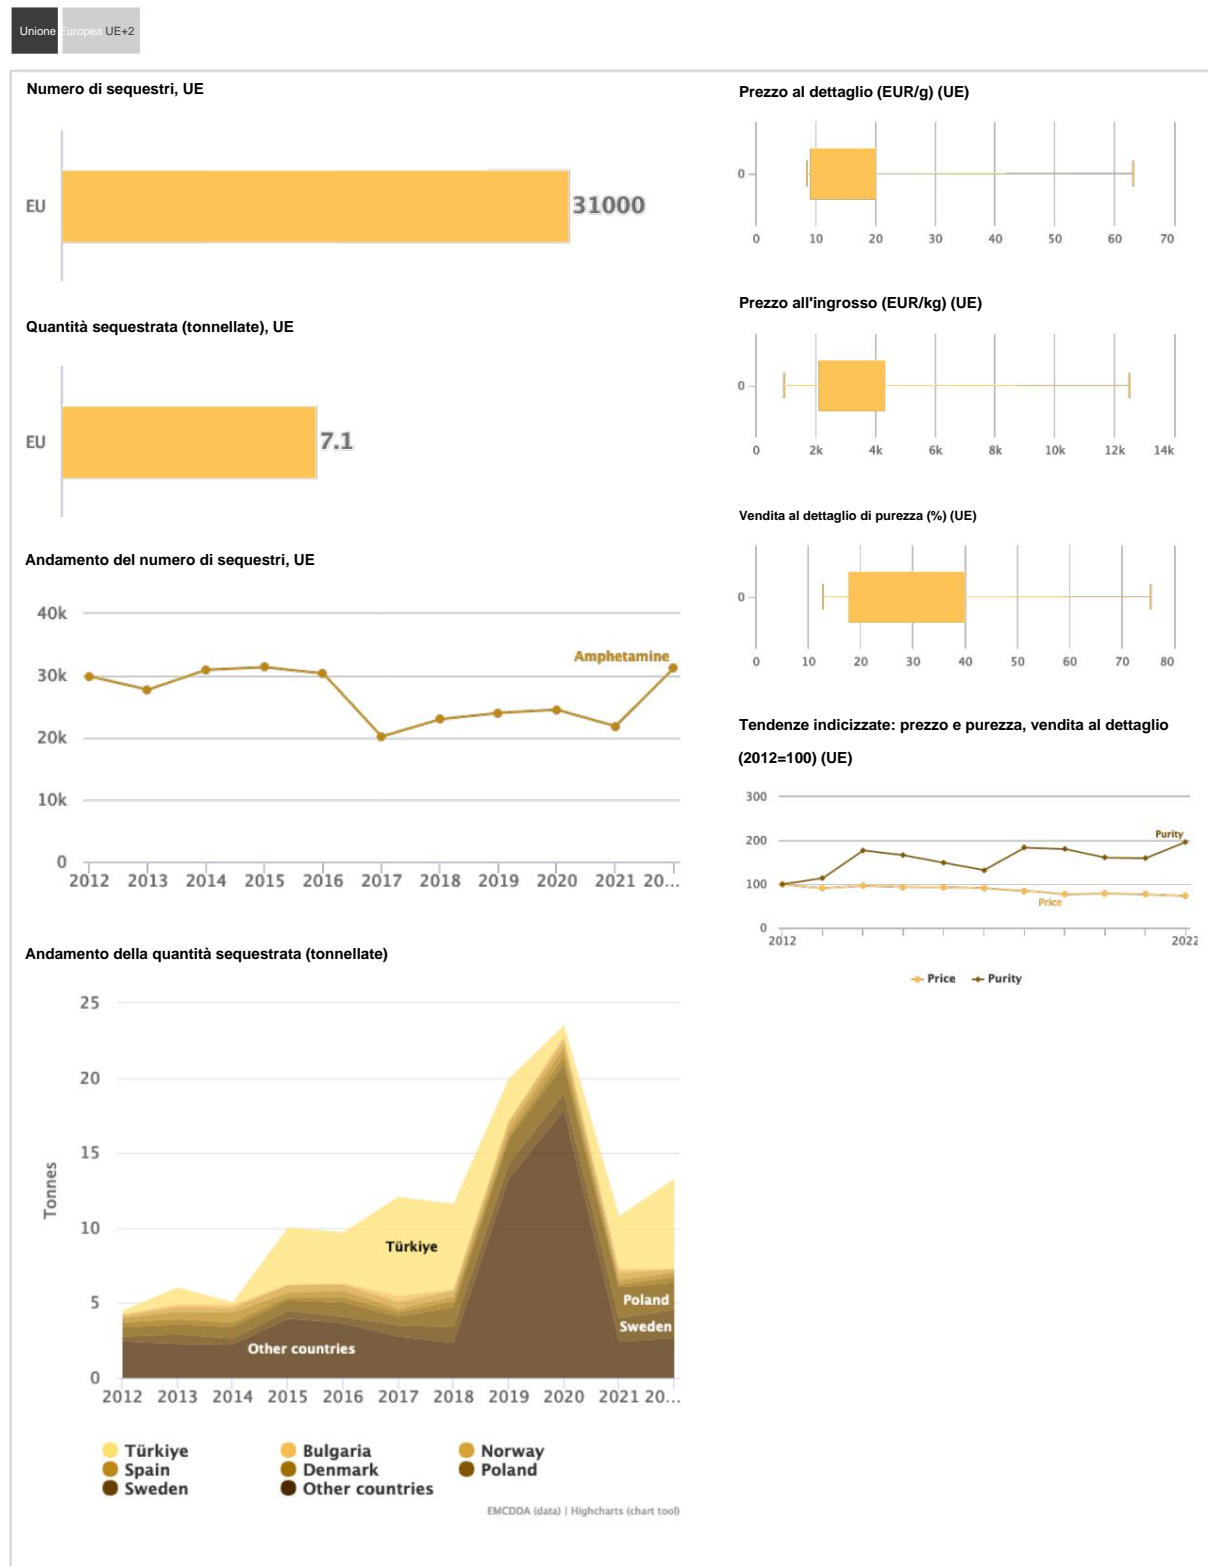 Unione Europea UE+2
Numero di sequestri, UE
EU
31000
Quantità sequestrata (tonnellate), UE
EU
7.1
Andamento del numero di sequestri, UE
40k
30k
20k
10k
0
Amphetamine
2012 2013 2014 2015 2016 2017 2018 2019 2020 2021 20...
Andamento della quantità sequestrata (tonnellate)
25
20
15
10
5
0
Tonnes
Türkiye
Poland
Sweden
Other countries
2012 2013 2014 2015 2016 2017 2018 2019 2020 2021 20...
Türkiye Bulgaria Norway
Spain Denmark Poland
Sweden Other countries
EMCDDA (data) | Highcharts (chart tool)
Prezzo al dettaglio (EUR/g) (UE)
0
0 10 20 30 40 50 60 70
Prezzo all'ingrosso (EUR/kg) (UE)
0
0 2k 4k 6k 8k 10k 12k 14k
Vendita al dettaglio di purezza (%) (UE)
0
0 10 20 30 40 50 60 70 80
Tendenze indicizzate: prezzo e purezza, vendita al dettaglio
(2012=100) (UE)
300
200
100
0
Purity
Price
2012 2022
Price Purity